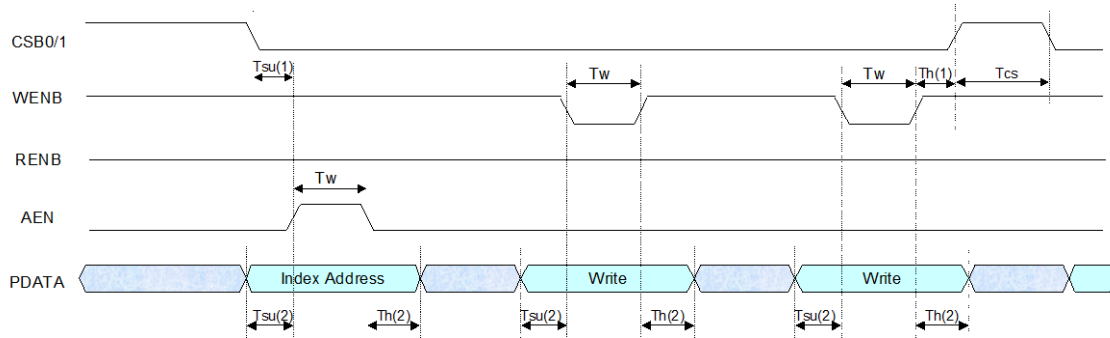 CSB0/1
Tsu(1)
Tw
Tw
Th(1)
Tcs
WENB
RENB
Tw
AEN
PDATA
Index Address
Write
Write
Tsu(2)
Th(2)
Tsu(2)
Th(2)
Tsu(2)
Th(2)